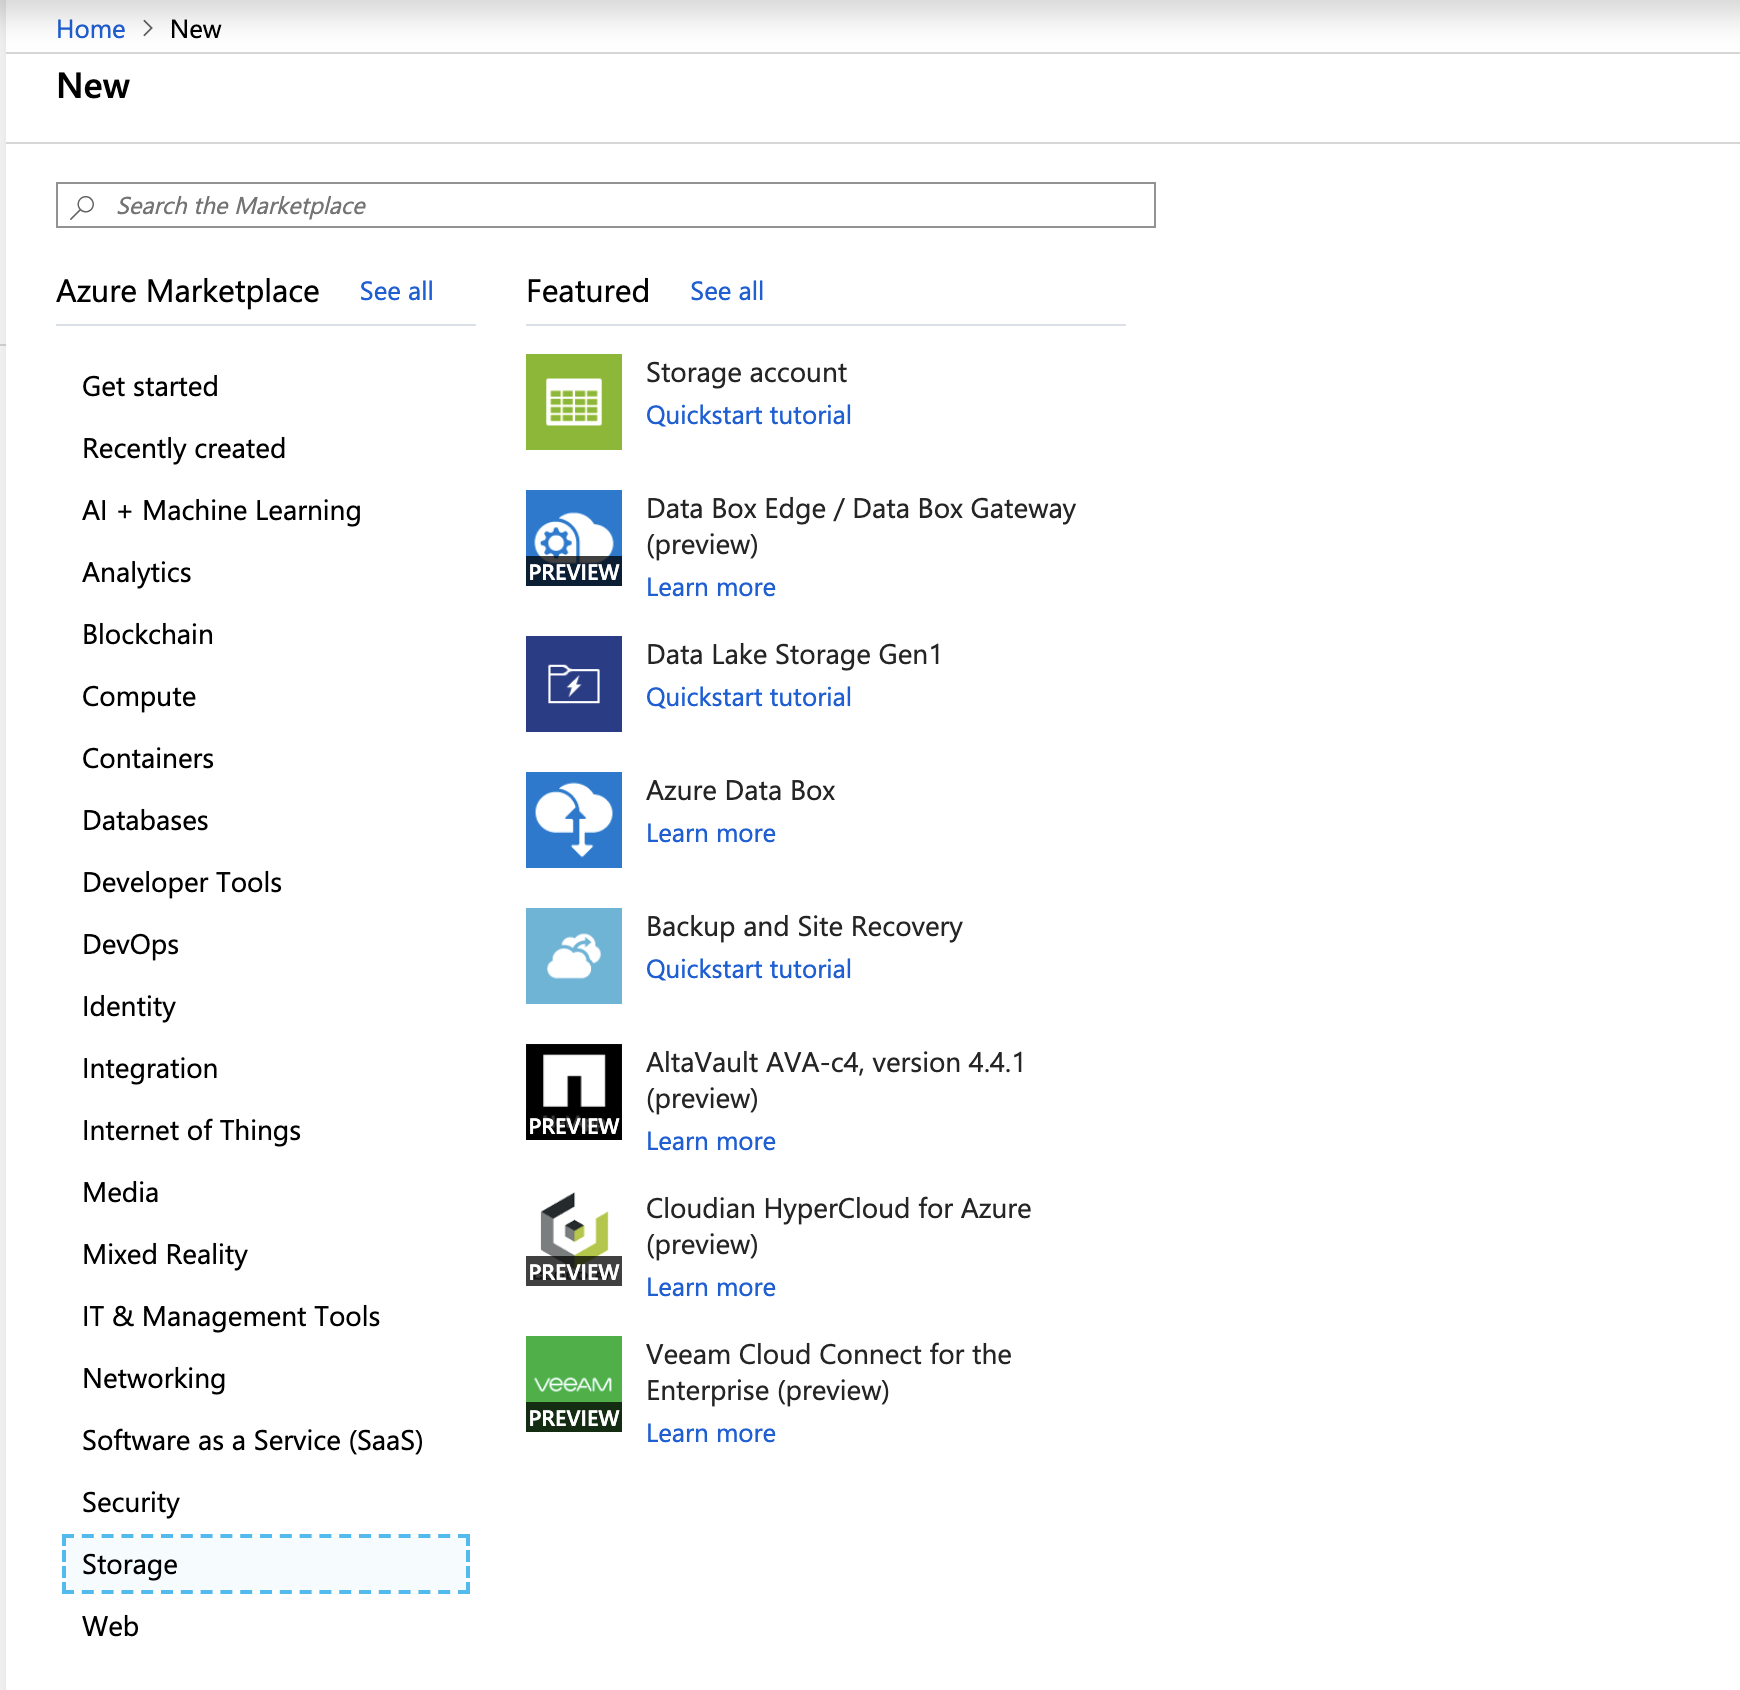 Home > New
New
Search the Marketplace
Azure Marketplace See all
Get started
Recently created
AI + Machine Learning
Analytics
Blockchain
Compute
Containers
Databases
Developer Tools
DevOps
Identity
Integration
Internet of Things
Media
Mixed Reality
IT & Management Tools
Networking
Software as a Service (SaaS)
Security
Storage
Web
Featured See all
Storage account
Quickstart tutorial
PREVIEW
Data Box Edge / Data Box Gateway
(preview)
Learn more
Data Lake Storage Gen1
Quickstart tutorial
Azure Data Box
Learn more
Backup and Site Recovery
Quickstart tutorial
PREVIEW
AltaVault AVA-c4, version 4.4.1
(preview)
Learn more
PREVIEW
Cloudian HyperCloud for Azure
(preview)
Learn more
veeam
PREVIEW
Veeam Cloud Connect for the
Enterprise (preview)
Learn more